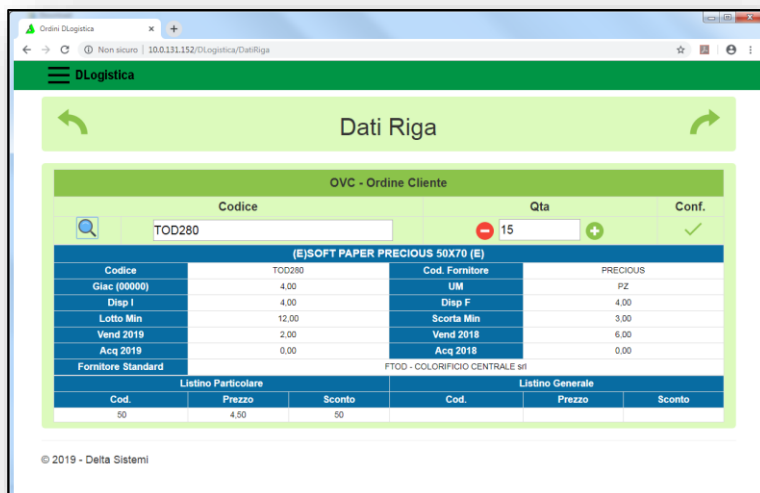 Ordini DLogistica
Non sicuro | 10.0.131.152/DLogistica/DatiRiga
DLogistica
Dati Riga
OVC - Ordine Cliente
Codice Qta Conf.
TOD280 15
(E)SOFT PAPER PRECIOUS 50X70 (E)
Codice TOD280 Cod. Fornitore PRECIOUS
Giac (00000) 4,00 UM PZ
Disp I 4,00 Disp F 4,00
Lotto Min 12,00 Scorta Min 3,00
Vend 2019 2,00 Vend 2018 6,00
Acq 2019 0,00 Acq 2018 0,00
Fornitore Standard FTOD - COLORIFICIO CENTRALE srl
Listino Particolare Listino Generale
Cod. Prezzo Sconto Cod. Prezzo Sconto
50 4,50 50
© 2019 - Delta Sistemi